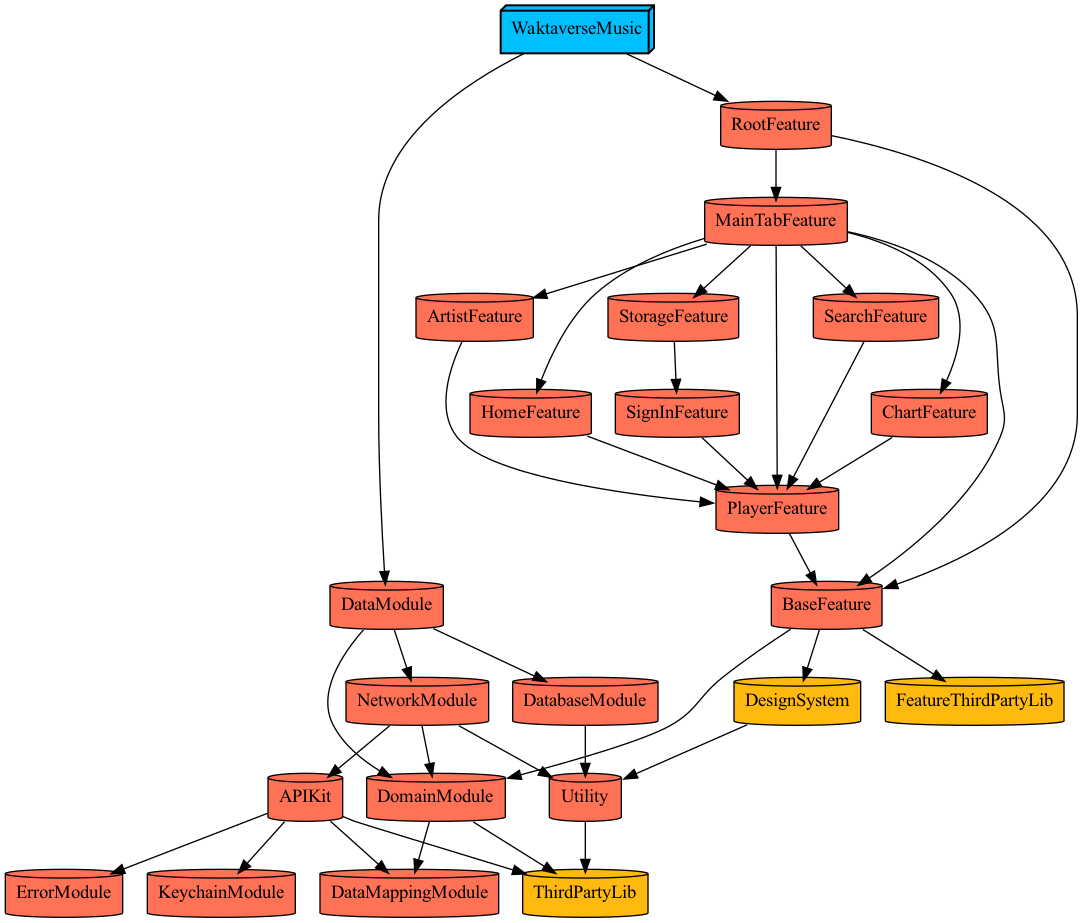 WaktaverseMusic
RootFeature
MainTabFeature
ArtistFeature
StorageFeature
SearchFeature
HomeFeature
SignInFeature
ChartFeature
PlayerFeature
DataModule
BaseFeature
NetworkModule
DatabaseModule
DesignSystem
FeatureThirdPartyLib
APIKit
DomainModule
Utility
ErrorModule
KeychainModule
DataMappingModule
ThirdPartyLib